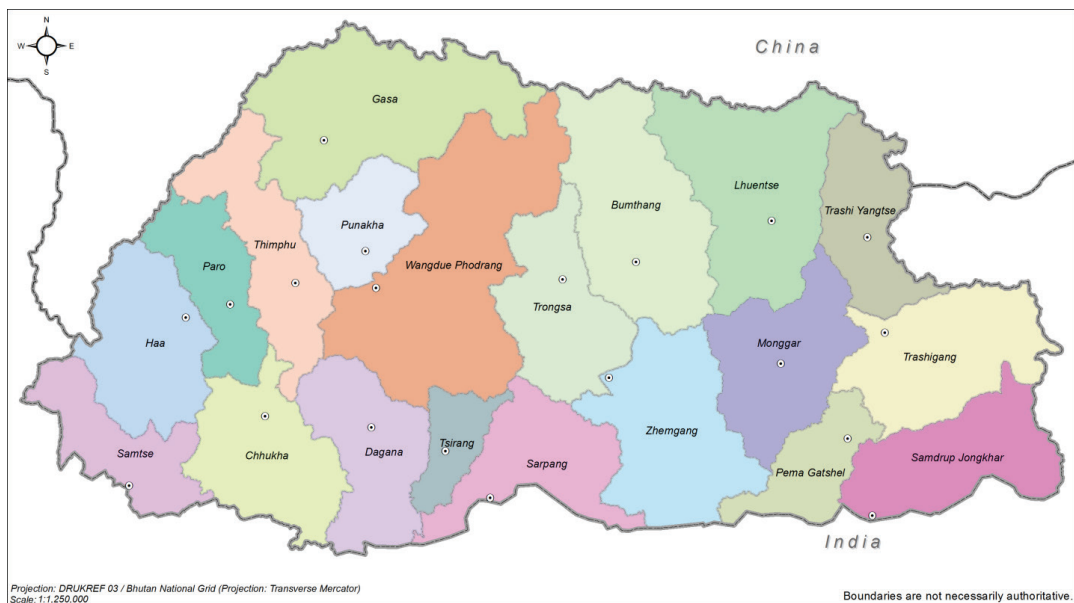 N
W E
S
China
Gasa
Lhuentse
Bumthang
Trashi Yangtse
Punakha
Thimphu
Wangdue Phodrang
Paro
Trongsa
Haa
Monggar
Trashigang
Tsirang
Dagana
Samtse
Chhukha
Zhemgang
Samdrup Jongkhar
Sarpang
Pema Gatshel
India
Projection: DRUKREF 03 / Bhutan National Grid (Projection: Transverse Mercator)
Scale: 1:1,250,000
Boundaries are not necessarily authoritative.